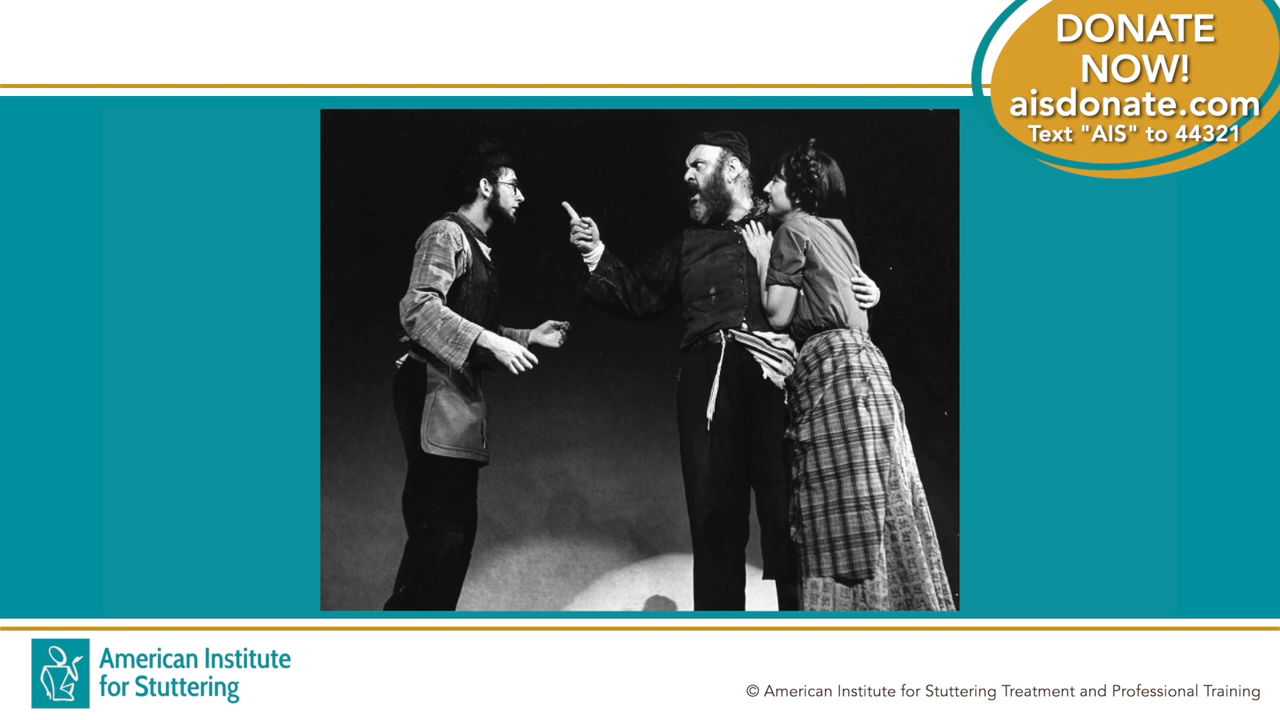 DONATE
NOW!
aisdonate.com
Text "AIS" to 44321
American Institute
for Stuttering
© American Institute for Stuttering Treatment and Professional Training